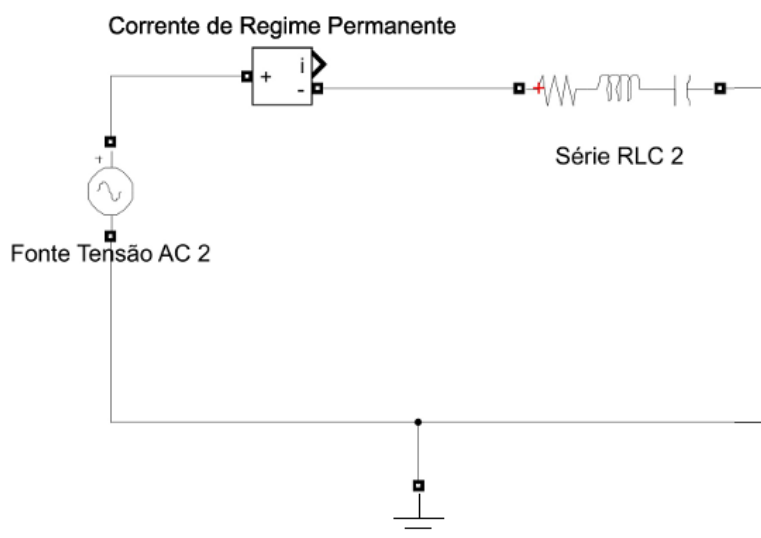 Corrente de Regime Permanente
+ i
-
+
+
Série RLC 2
Fonte Tensão AC 2